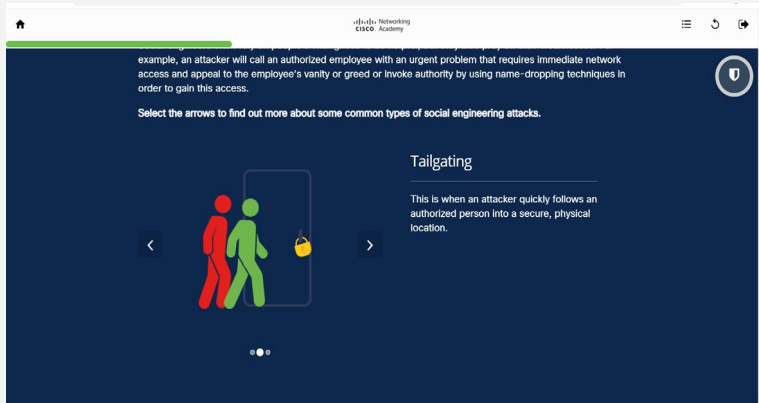 Networking
CISCO Academy
example, an attacker will call an authorized employee with an urgent problem that requires immediate network
access and appeal to the employee's vanity or greed or invoke authority by using name-dropping techniques in
order to gain this access.
Select the arrows to find out more about some common types of social engineering attacks.
Tailgating
This is when an attacker quickly follows an
authorized person into a secure, physical
location.